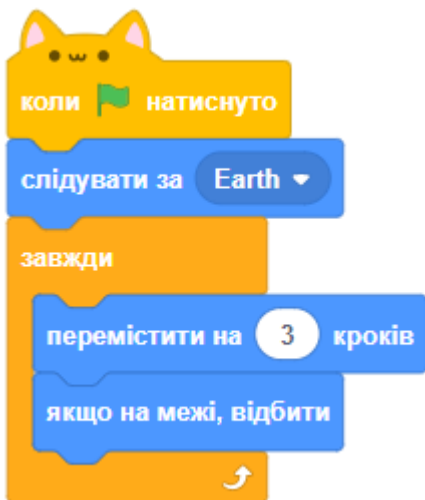 коли натиснуто
слідувати за Earth
завжди
перемістити на 3 кроків
якщо на межі, відбити